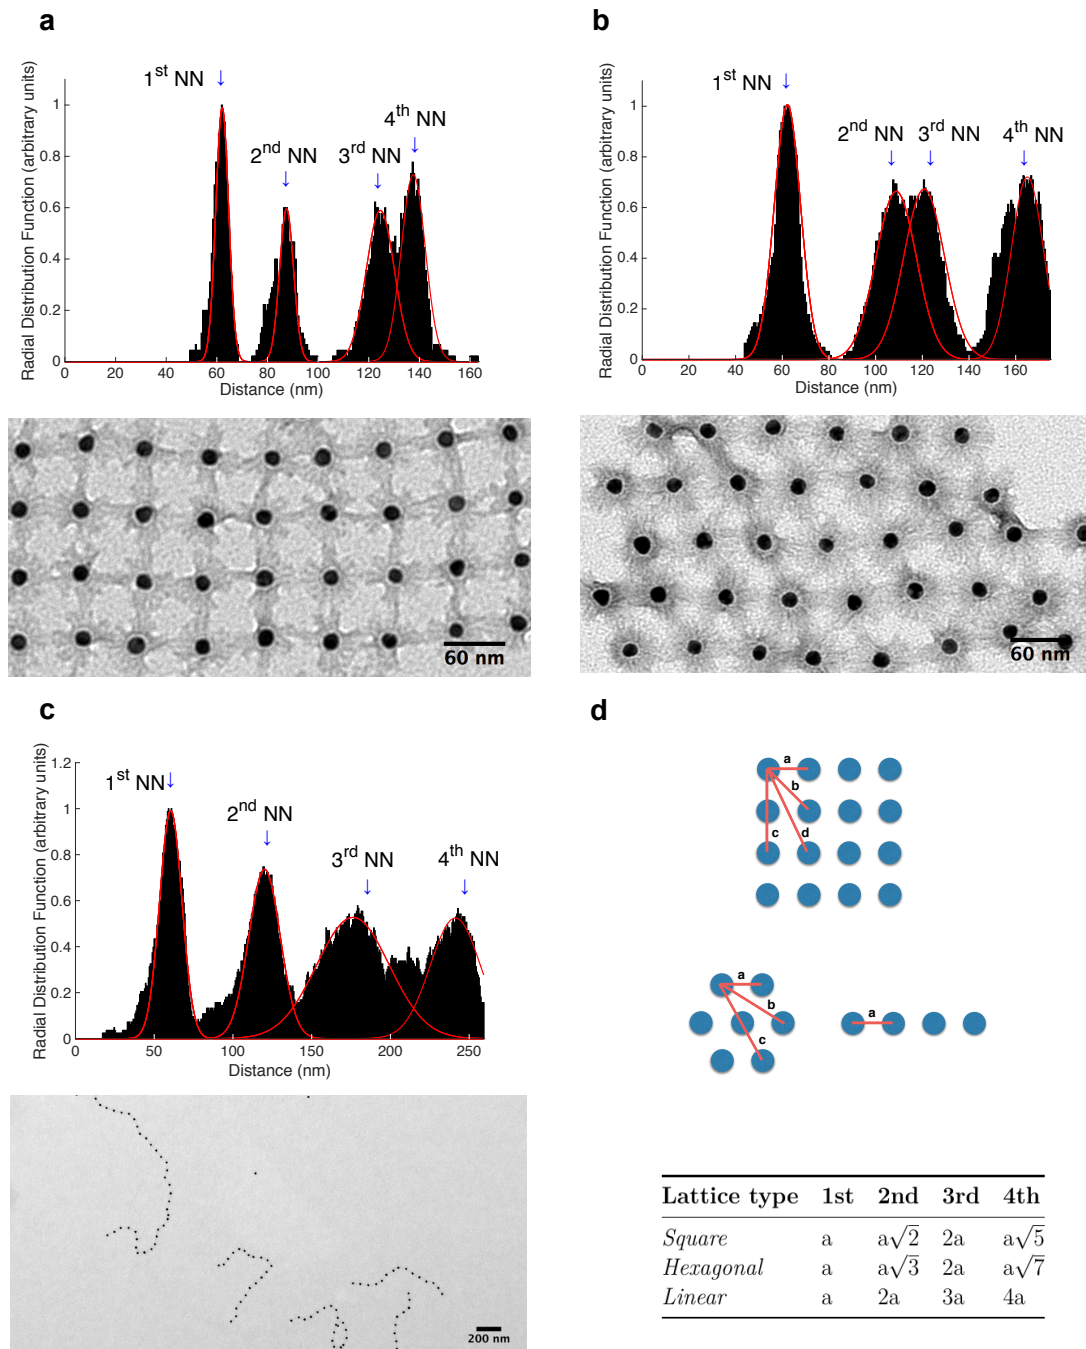 a
1st NN
2nd NN
3rd NN
4th NN
Radial Distribution Function (arbitrary units)
1
0.8
0.6
0.4
0.2
0
0 20 40 60 80 100 120 140 160
Distance (nm)
60 nm
b
1st NN
2nd NN
3rd NN
4th NN
Radial Distribution Function (arbitrary units)
1
0.8
0.6
0.4
0.2
0
0 20 40 60 80 100 120 140 160
Distance (nm)
60 nm
c
1st NN
2nd NN
3rd NN
4th NN
Radial Distribution Function (arbitrary units)
1.2
1
0.8
0.6
0.4
0.2
0
0 50 100 150 200 250
Distance (nm)
200 nm
d
a
b
c d
a
b
c
a
Lattice type 1st 2nd 3rd 4th
Square a a√2 2a a√5
Hexagonal a a√3 2a a√7
Linear a 2a 3a 4a